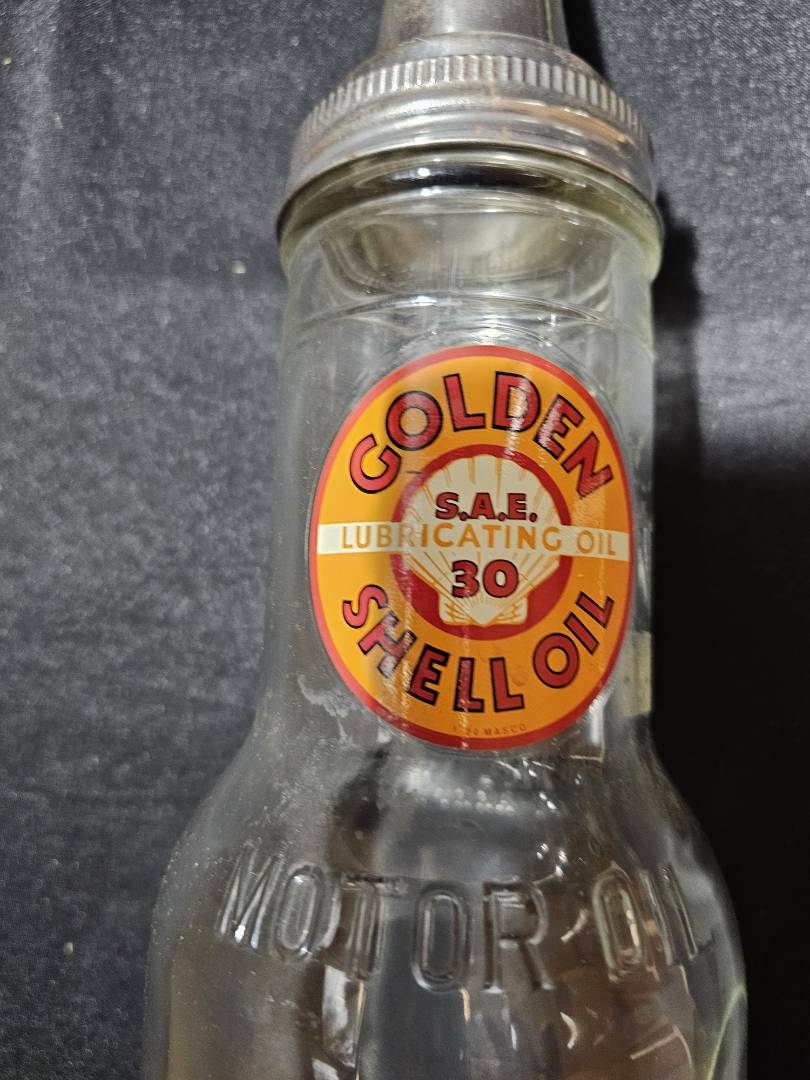 GOLDEN
S.A.E.
LUBRICATING OIL
30
SHELL OIL
MASCO
MOTOR OIL